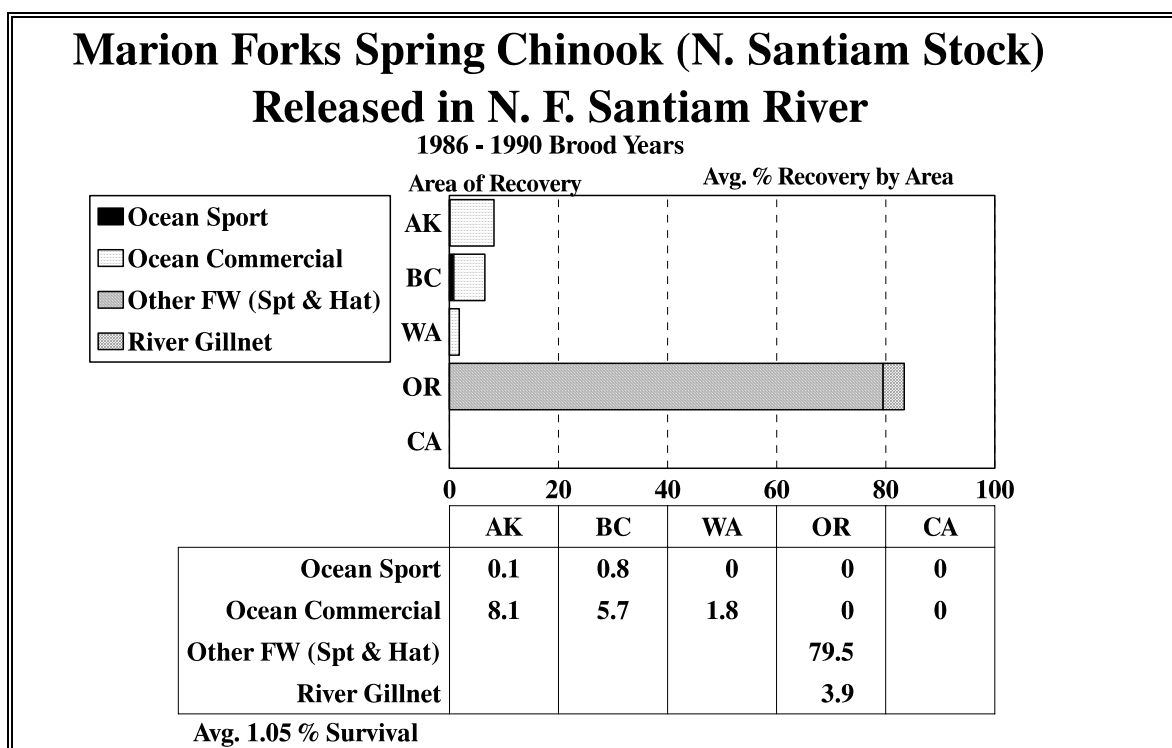 Marion Forks Spring Chinook (N. Santiam Stock)
Released in N. F. Santiam River
1986 - 1990 Brood Years
Area of Recovery
Avg. % Recovery by Area
Ocean Sport
Ocean Commercial
Other FW (Spt & Hat)
River Gillnet
AK
BC
WA
OR
CA
0 20 40 60 80 100
AK BC WA OR CA
Ocean Sport 0.1 0.8 0 0 0
Ocean Commercial 8.1 5.7 1.8 0 0
Other FW (Spt & Hat) 79.5
River Gillnet 3.9
Avg. 1.05 % Survival